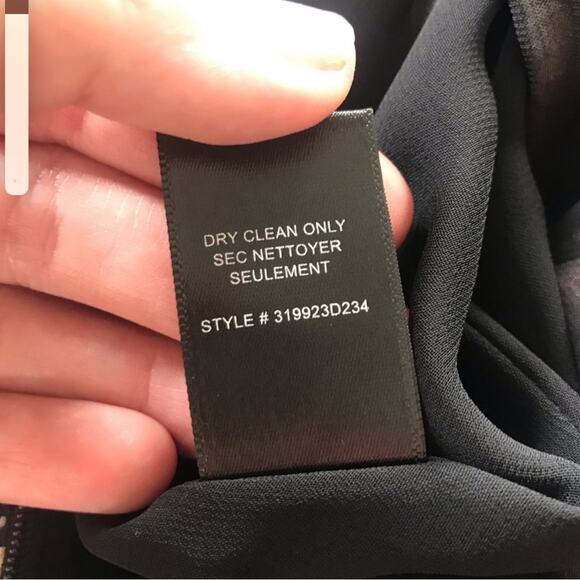 DRY CLEAN ONLY
SEC NETTOYER
SEULEMENT
STYLE # 319923D234